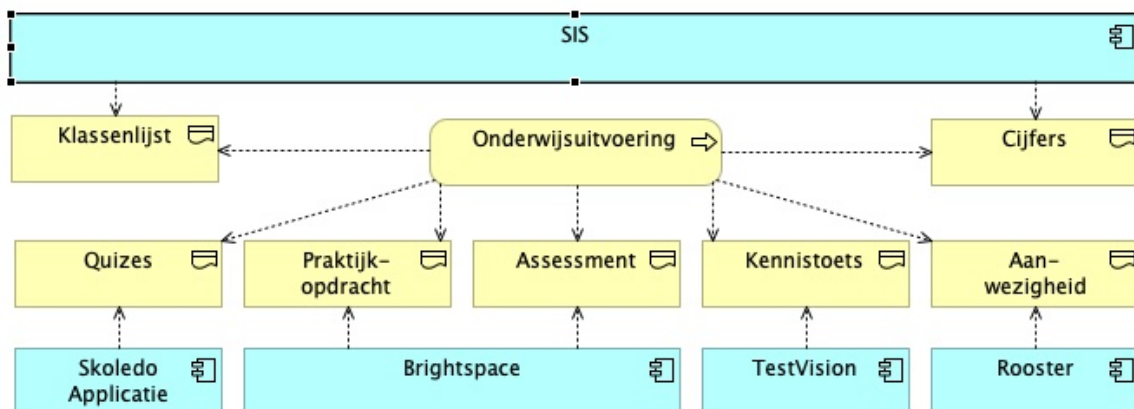 SIS
Klassenlijst
Onderwijsuitvoering
Cijfers
Quizes
Praktijk-
opdracht
Assessment
Kennistoets
Aan-
wezigheid
Skoledo
Applicatie
Brightspace
TestVision
Rooster